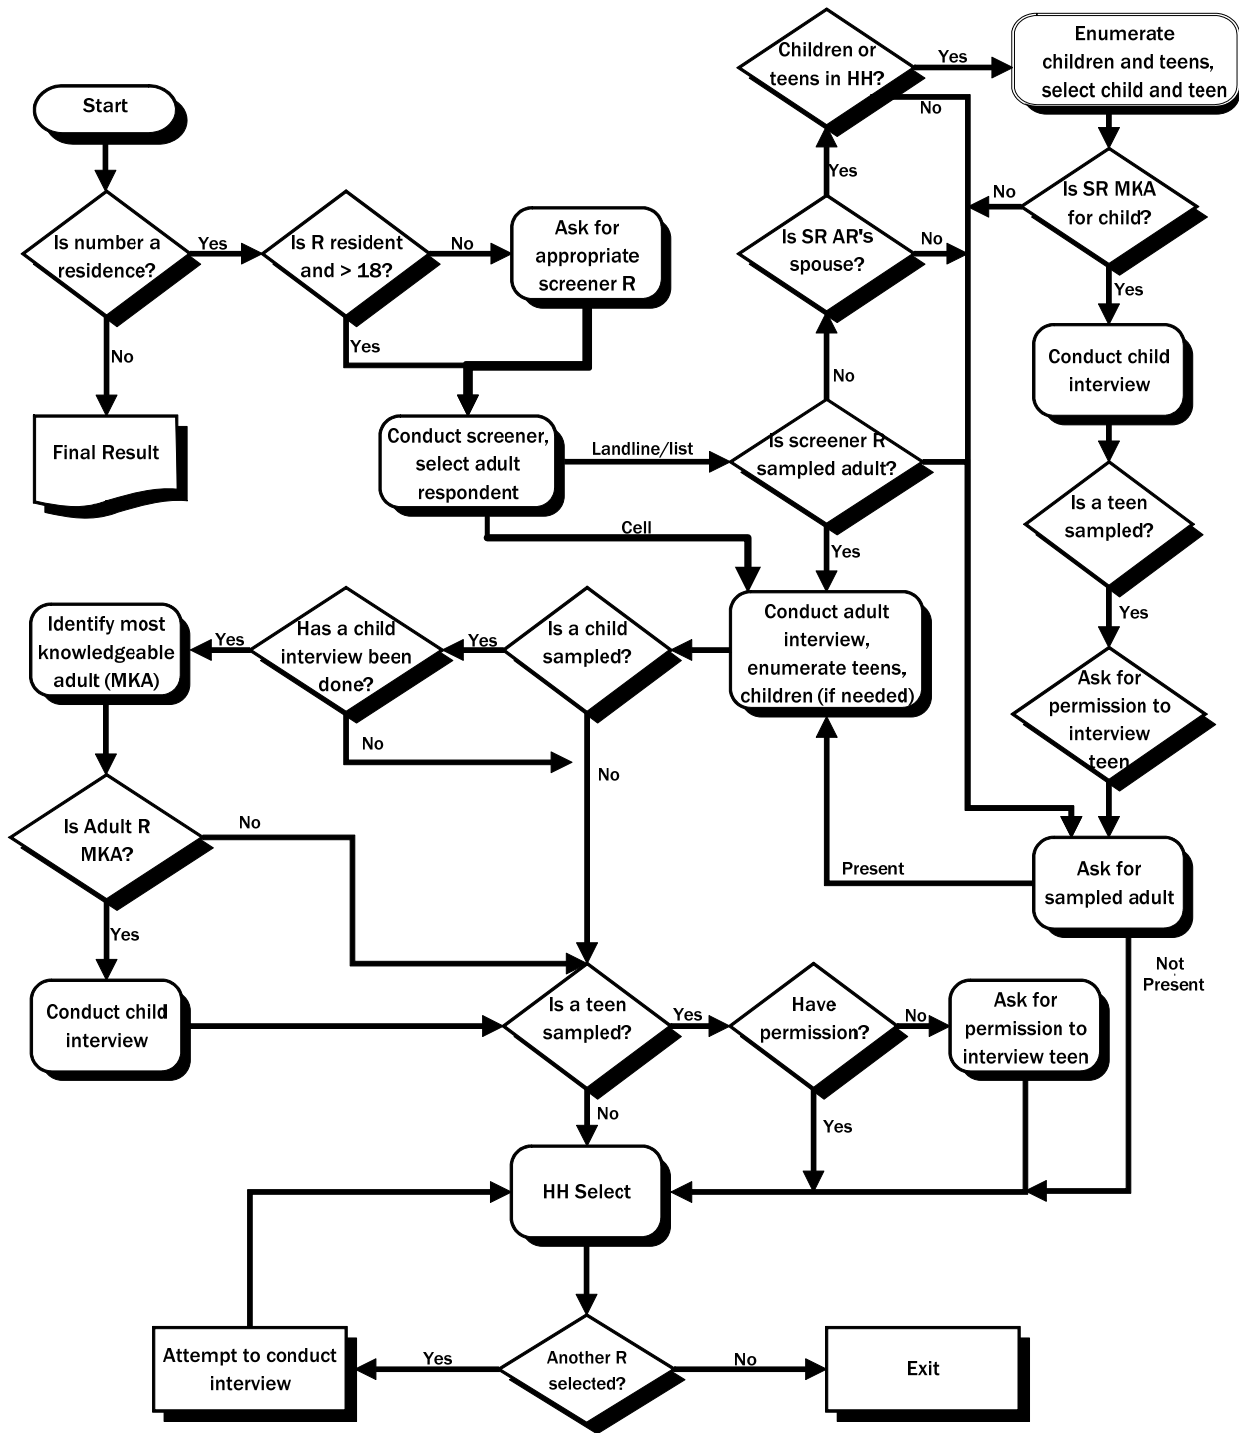 Children or
teens in HH?
Yes
Enumerate
children and teens,
select child and teen
No
Start
Yes
Is SR MKA
for child?
No
Is number a
residence?
Yes
Is R resident
and > 18?
No
Ask for
appropriate
screener R
Is SR AR's
spouse?
No
Yes
No
Yes
No
Conduct child
interview
Final Result
Conduct screener,
select adult
respondent
Landline/list
Is screener R
sampled adult?
Is a teen
sampled?
Cell
Yes
Yes
Identify most
knowledgeable
adult (MKA)
Yes
Has a child
interview been
done?
Yes
Is a child
sampled?
Conduct adult
interview,
enumerate teens,
children (if needed)
Ask for
permission to
interview
teen
No
No
Is Adult R
MKA?
No
Present
Ask for
sampled adult
Yes
Not
Present
Conduct child
interview
Is a teen
sampled?
Yes
Have
permission?
No
Ask for
permission to
interview teen
No
Yes
HH Select
Attempt to conduct
interview
Yes
Another R
selected?
No
Exit